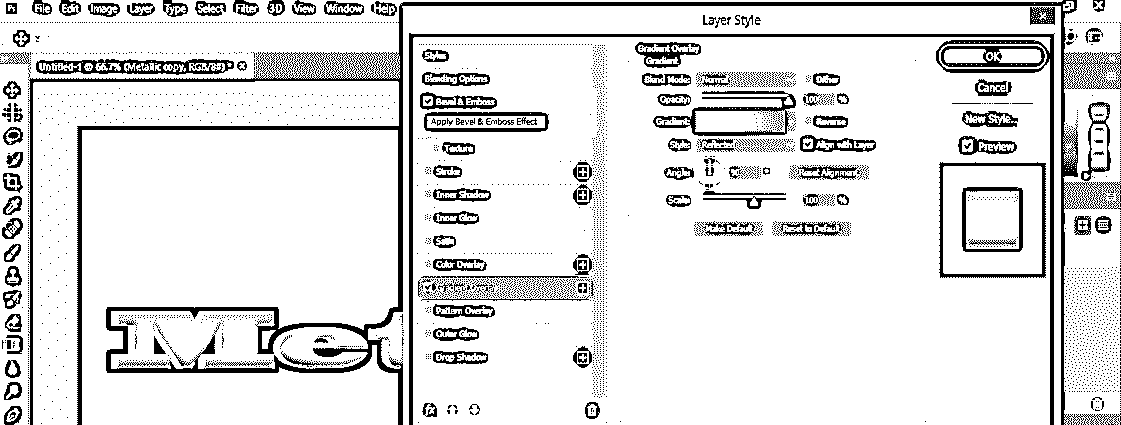 Ps File Edit Image Layer Type Select Filter 3D View Window Help
Layer Style
Untitled-1 @ 66.7% (Metallic copy, RGB/8#) *
Styles
Blending Options
Bevel & Emboss
Apply Bevel & Emboss Effect
Texture
Stroke
Inner Shadow
Inner Glow
Satin
Color Overlay
Gradient Overlay
Pattern Overlay
Outer Glow
Drop Shadow
fx
Gradient Overlay
Gradient
Blend Mode: Normal Dither
Opacity: 100 %
Gradient: Reverse
Style: Reflected Align with Layer
Angle: 90 ° Reset Alignment
Scale: 100 %
Make Default Reset to Default
OK
Cancel
New Style...
Preview
Met